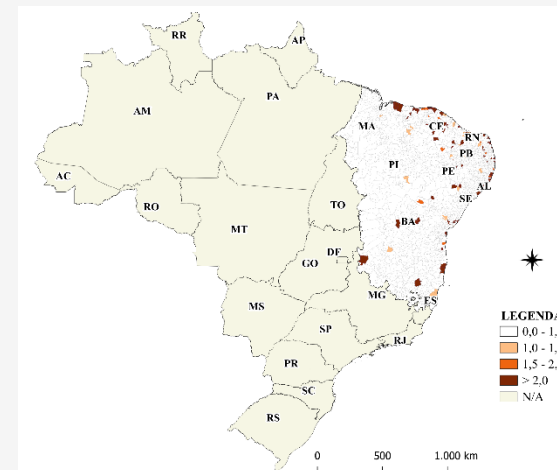 RR
AP
AM
PA
MA
CE
RN
PB
PI
PE
AC
AL
SE
RO
TO
BA
MT
DF
GO
MG
ES
MS
SP
RJ
PR
SC
RS
LEGENDA
0,0 - 1,
1,0 - 1,
1,5 - 2,
> 2,0
N/A
0 500 1.000 km